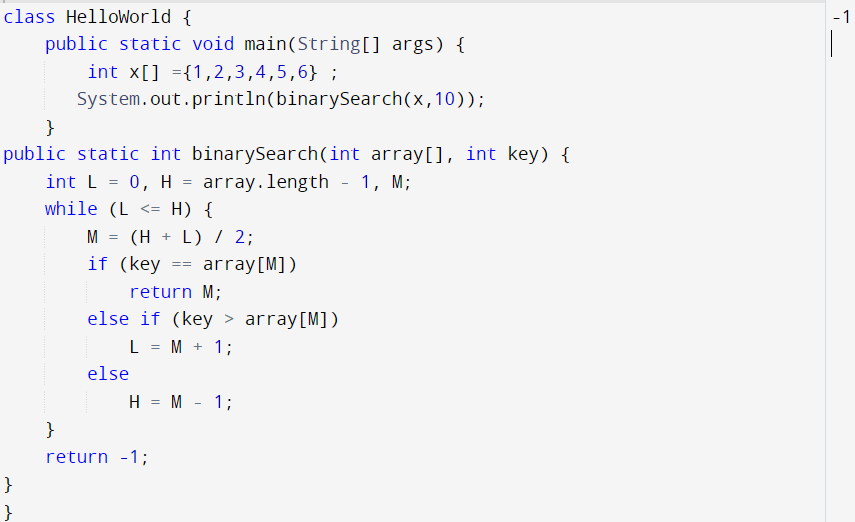 class HelloWorld {
    public static void main(String[] args) {
        int x[] ={1,2,3,4,5,6} ;
       System.out.println(binarySearch(x,10));
    }
public static int binarySearch(int array[], int key) {
    int L = 0, H = array.length - 1, M;
    while (L <= H) {
        M = (H + L) / 2;
        if (key == array[M])
            return M;
        else if (key > array[M])
            L = M + 1;
        else
            H = M - 1;
    }
    return -1;
}
}
-1